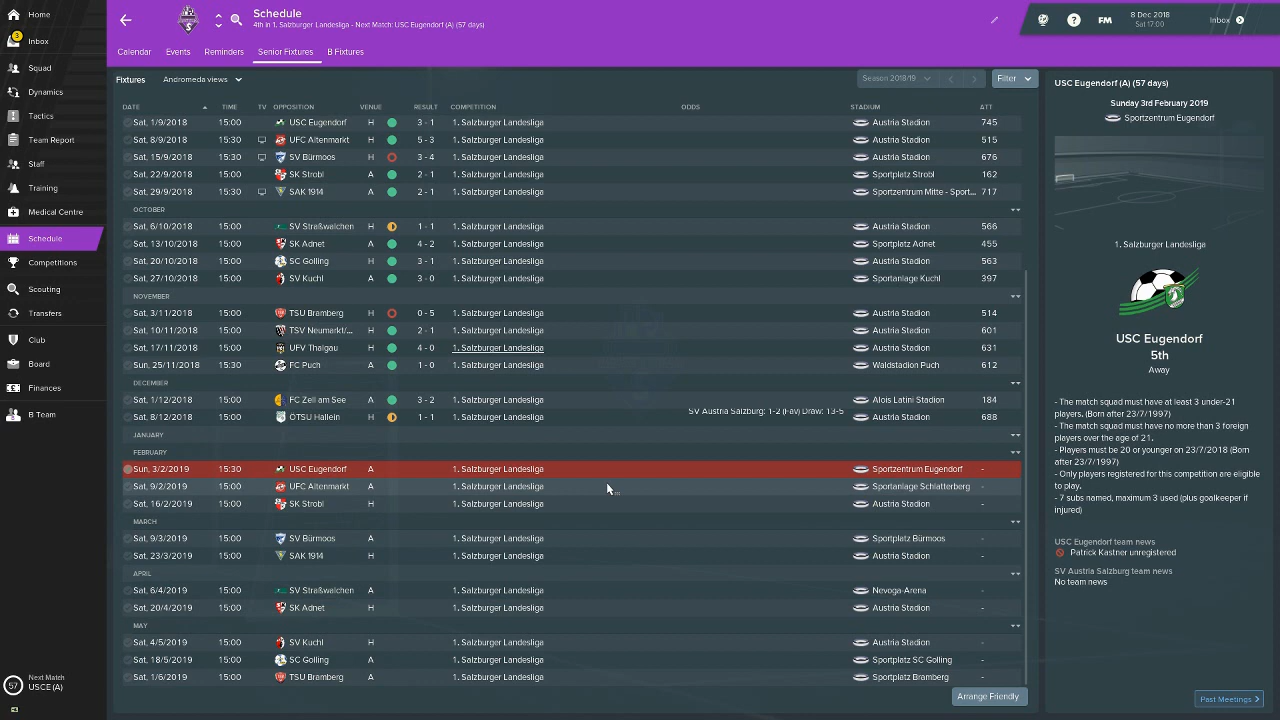 Home
3
Inbox
Squad
Dynamics
Tactics
Team Report
Staff
Training
Medical Centre
Schedule
Competitions
Scouting
Transfers
Club
Board
Finances
B Team
57
Next Match
USCE (A)
Schedule
4th in 1. Salzburger Landesliga - Next Match: USC Eugendorf (A) (57 days)
FM
8 Dec 2018
Sat 17:00
Inbox
Calendar Events Reminders Senior Fixtures B Fixtures
Fixtures Andromeda views Season 2018/19 Filter
DATE TIME TV OPPOSITION VENUE RESULT COMPETITION ODDS STADIUM ATT
Sat, 1/9/2018 15:00 USC Eugendorf H 3 - 1 1. Salzburger Landesliga Austria Stadion 745
Sat, 8/9/2018 15:30 UFC Altenmarkt H 5 - 3 1. Salzburger Landesliga Austria Stadion 515
Sat, 15/9/2018 15:30 SV Bürmoos H 3 - 4 1. Salzburger Landesliga Austria Stadion 676
Sat, 22/9/2018 15:00 SK Strobl A 2 - 1 1. Salzburger Landesliga Sportplatz Strobl 162
Sat, 29/9/2018 15:30 SAK 1914 A 2 - 1 1. Salzburger Landesliga Sportzentrum Mitte - Sport... 717
OCTOBER
Sat, 6/10/2018 15:00 SV Straßwalchen H 1 - 1 1. Salzburger Landesliga Austria Stadion 566
Sat, 13/10/2018 15:00 SK Adnet A 4 - 2 1. Salzburger Landesliga Sportplatz Adnet 455
Sat, 20/10/2018 15:00 SC Golling H 3 - 1 1. Salzburger Landesliga Austria Stadion 563
Sat, 27/10/2018 15:00 SV Kuchl A 3 - 0 1. Salzburger Landesliga Sportanlage Kuchl 397
NOVEMBER
Sat, 3/11/2018 15:00 TSU Bramberg H 0 - 5 1. Salzburger Landesliga Austria Stadion 514
Sat, 10/11/2018 15:00 TSV Neumarkt/... H 2 - 1 1. Salzburger Landesliga Austria Stadion 601
Sat, 17/11/2018 15:00 UFV Thalgau H 4 - 0 1. Salzburger Landesliga Austria Stadion 631
Sun, 25/11/2018 15:30 FC Puch A 1 - 0 1. Salzburger Landesliga Waldstadion Puch 612
DECEMBER
Sat, 1/12/2018 15:00 FC Zell am See A 3 - 2 1. Salzburger Landesliga Alois Latini Stadion 184
Sat, 8/12/2018 15:00 ÖTSU Hallein H 1 - 1 1. Salzburger Landesliga SV Austria Salzburg: 1-2 (Fav) Draw: 13-5 Austria Stadion 688
JANUARY
FEBRUARY
Sun, 3/2/2019 15:30 USC Eugendorf A 1. Salzburger Landesliga Sportzentrum Eugendorf -
Sat, 9/2/2019 15:00 UFC Altenmarkt A 1. Salzburger Landesliga Sportanlage Schlatterberg -
Sat, 16/2/2019 15:00 SK Strobl H 1. Salzburger Landesliga Austria Stadion -
MARCH
Sat, 9/3/2019 15:00 SV Bürmoos A 1. Salzburger Landesliga Sportplatz Bürmoos -
Sat, 23/3/2019 15:00 SAK 1914 H 1. Salzburger Landesliga Austria Stadion -
APRIL
Sat, 6/4/2019 15:00 SV Straßwalchen A 1. Salzburger Landesliga Nevoga-Arena -
Sat, 20/4/2019 15:00 SK Adnet H 1. Salzburger Landesliga Austria Stadion -
MAY
Sat, 4/5/2019 15:00 SV Kuchl H 1. Salzburger Landesliga Austria Stadion -
Sat, 18/5/2019 15:00 SC Golling A 1. Salzburger Landesliga Sportplatz SC Golling -
Sat, 1/6/2019 15:00 TSU Bramberg A 1. Salzburger Landesliga Sportplatz Bramberg -
Arrange Friendly
USC Eugendorf (A) (57 days)
Sunday 3rd February 2019
Sportzentrum Eugendorf
1. Salzburger Landesliga
USC Eugendorf
5th
Away
- The match squad must have at least 3 under-21
players. (Born after 23/7/1997)
- The match squad must have no more than 3 foreign
players over the age of 21.
- Players must be 20 or younger on 23/7/2018 (Born
after 23/7/1997)
- Only players registered for this competition are eligible
to play.
- 7 subs named, maximum 3 used (plus goalkeeper if
injured)
USC Eugendorf team news
Patrick Kastner unregistered
SV Austria Salzburg team news
No team news
Past Meetings